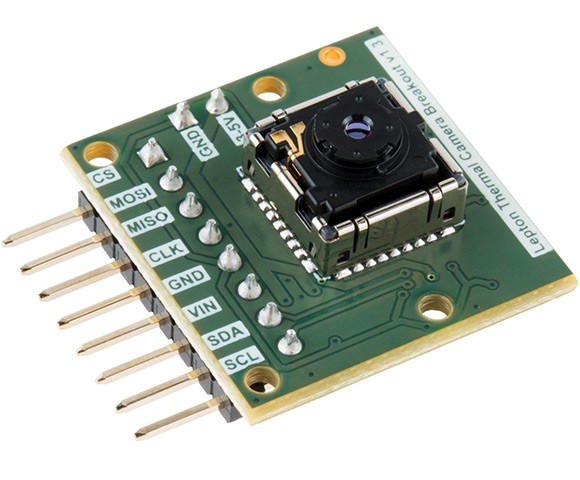 3-5V
GND
CS
MOSI
MISO
CLK
GND
VIN
SDA
SCL
Lepton Thermal Camera Breakout v1.3